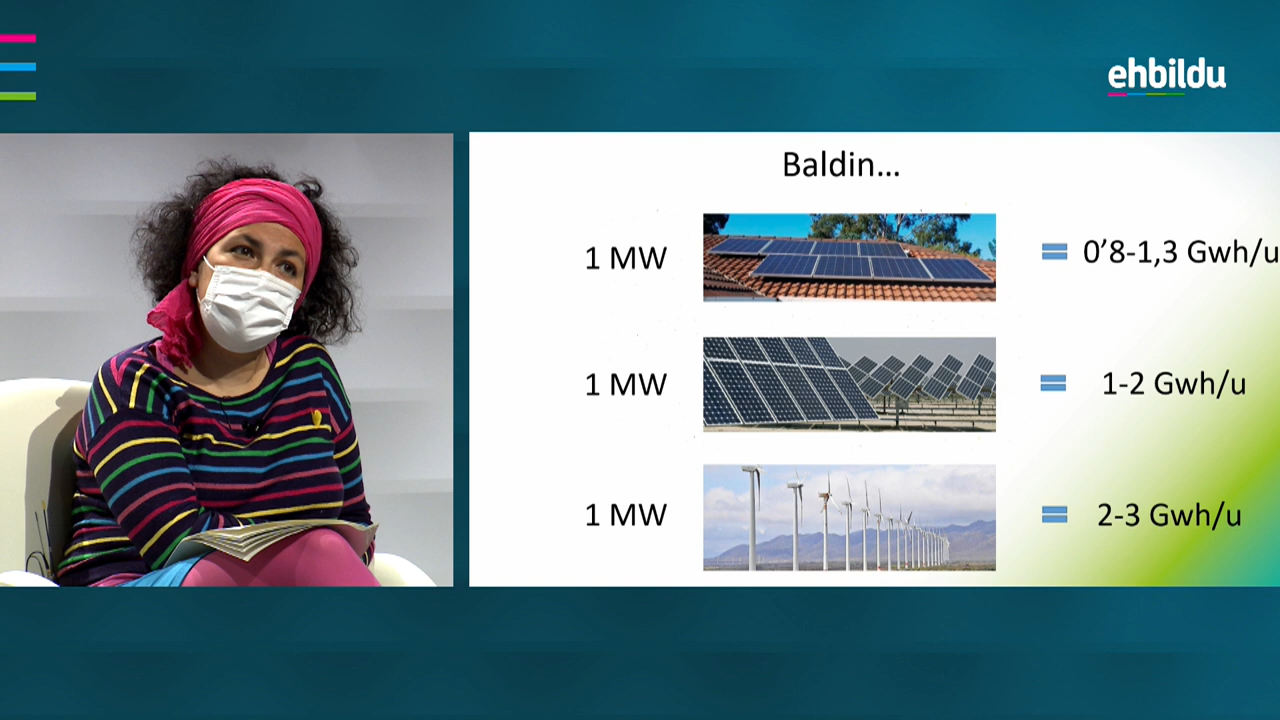 ehbildu
Baldin...
1 MW = 0’8-1,3 Gwh/u
1 MW = 1-2 Gwh/u
1 MW = 2-3 Gwh/u